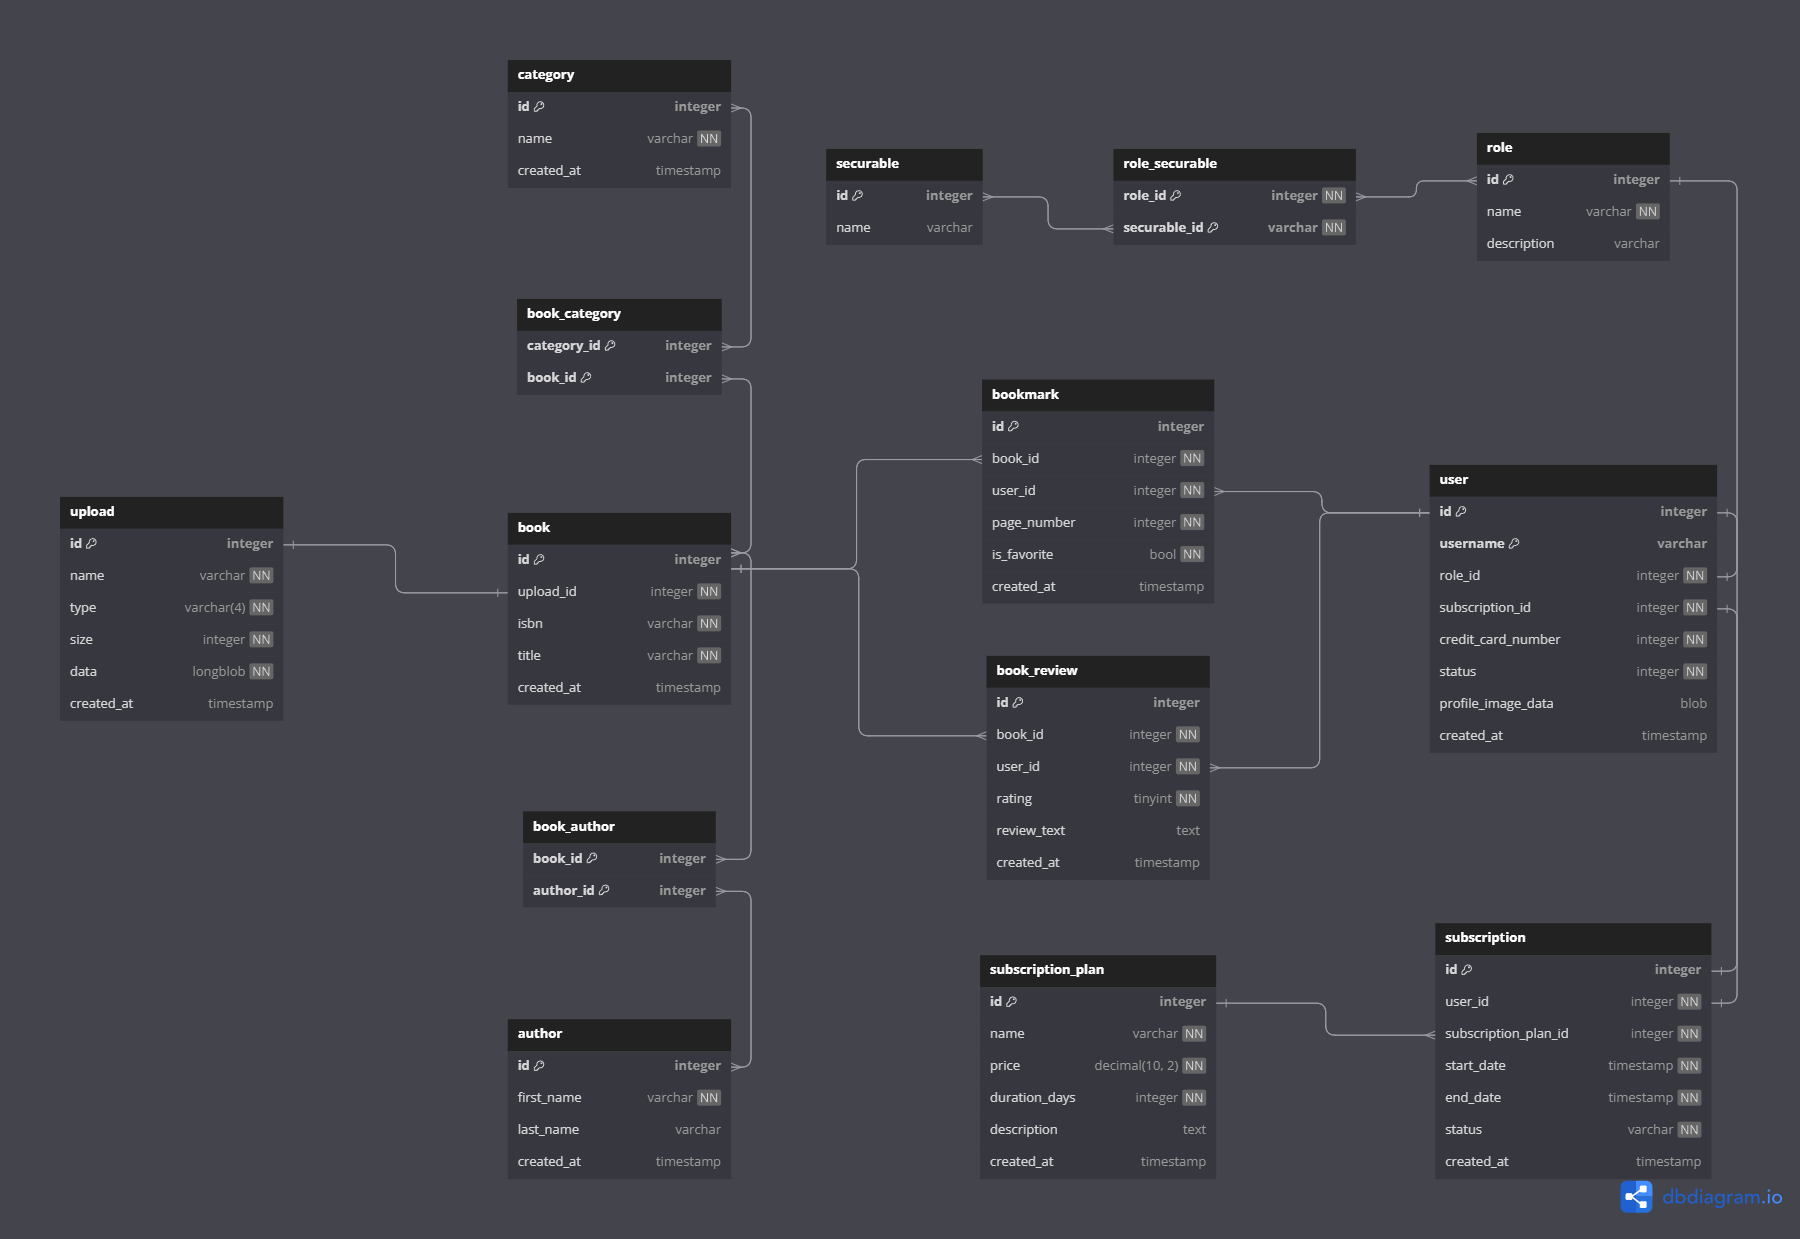 category
id integer
name varchar NN
created_at timestamp
securable
id integer
name varchar
role_securable
role_id integer NN
securable_id varchar NN
role
id integer
name varchar NN
description varchar
book_category
category_id integer
book_id integer
bookmark
id integer
book_id integer NN
user_id integer NN
page_number integer NN
is_favorite bool NN
created_at timestamp
user
id integer
username varchar
role_id integer NN
subscription_id integer NN
credit_card_number integer NN
status integer NN
profile_image_data blob
created_at timestamp
upload
id integer
name varchar NN
type varchar(4) NN
size integer NN
data longblob NN
created_at timestamp
book
id integer
upload_id integer NN
isbn varchar NN
title varchar NN
created_at timestamp
book_review
id integer
book_id integer NN
user_id integer NN
rating tinyint NN
review_text text
created_at timestamp
book_author
book_id integer
author_id integer
subscription_plan
id integer
name varchar NN
price decimal(10, 2) NN
duration_days integer NN
description text
created_at timestamp
subscription
id integer
user_id integer NN
subscription_plan_id integer NN
start_date timestamp NN
end_date timestamp NN
status varchar NN
created_at timestamp
author
id integer
first_name varchar NN
last_name varchar
created_at timestamp
dbdiagram.io